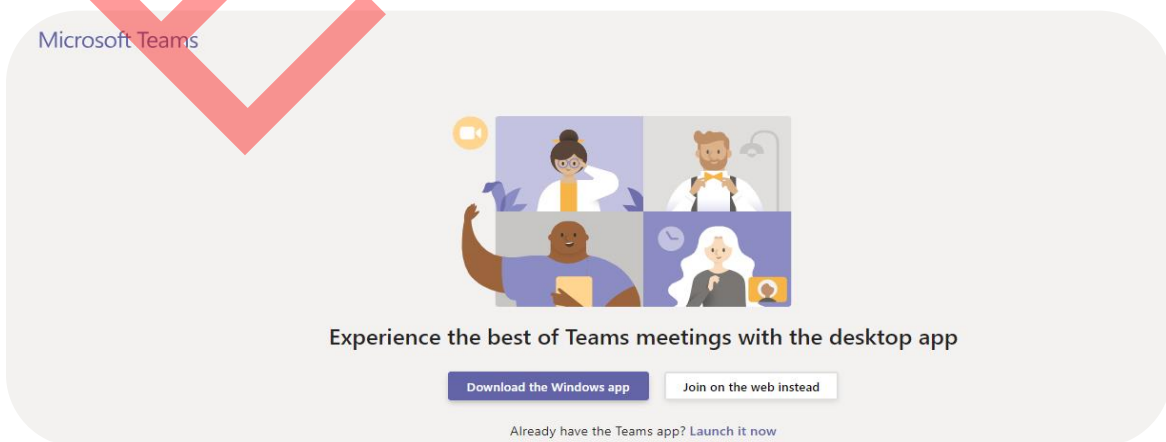 Microsoft Teams
Experience the best of Teams meetings with the desktop app
Download the Windows app
Join on the web instead
Already have the Teams app? Launch it now